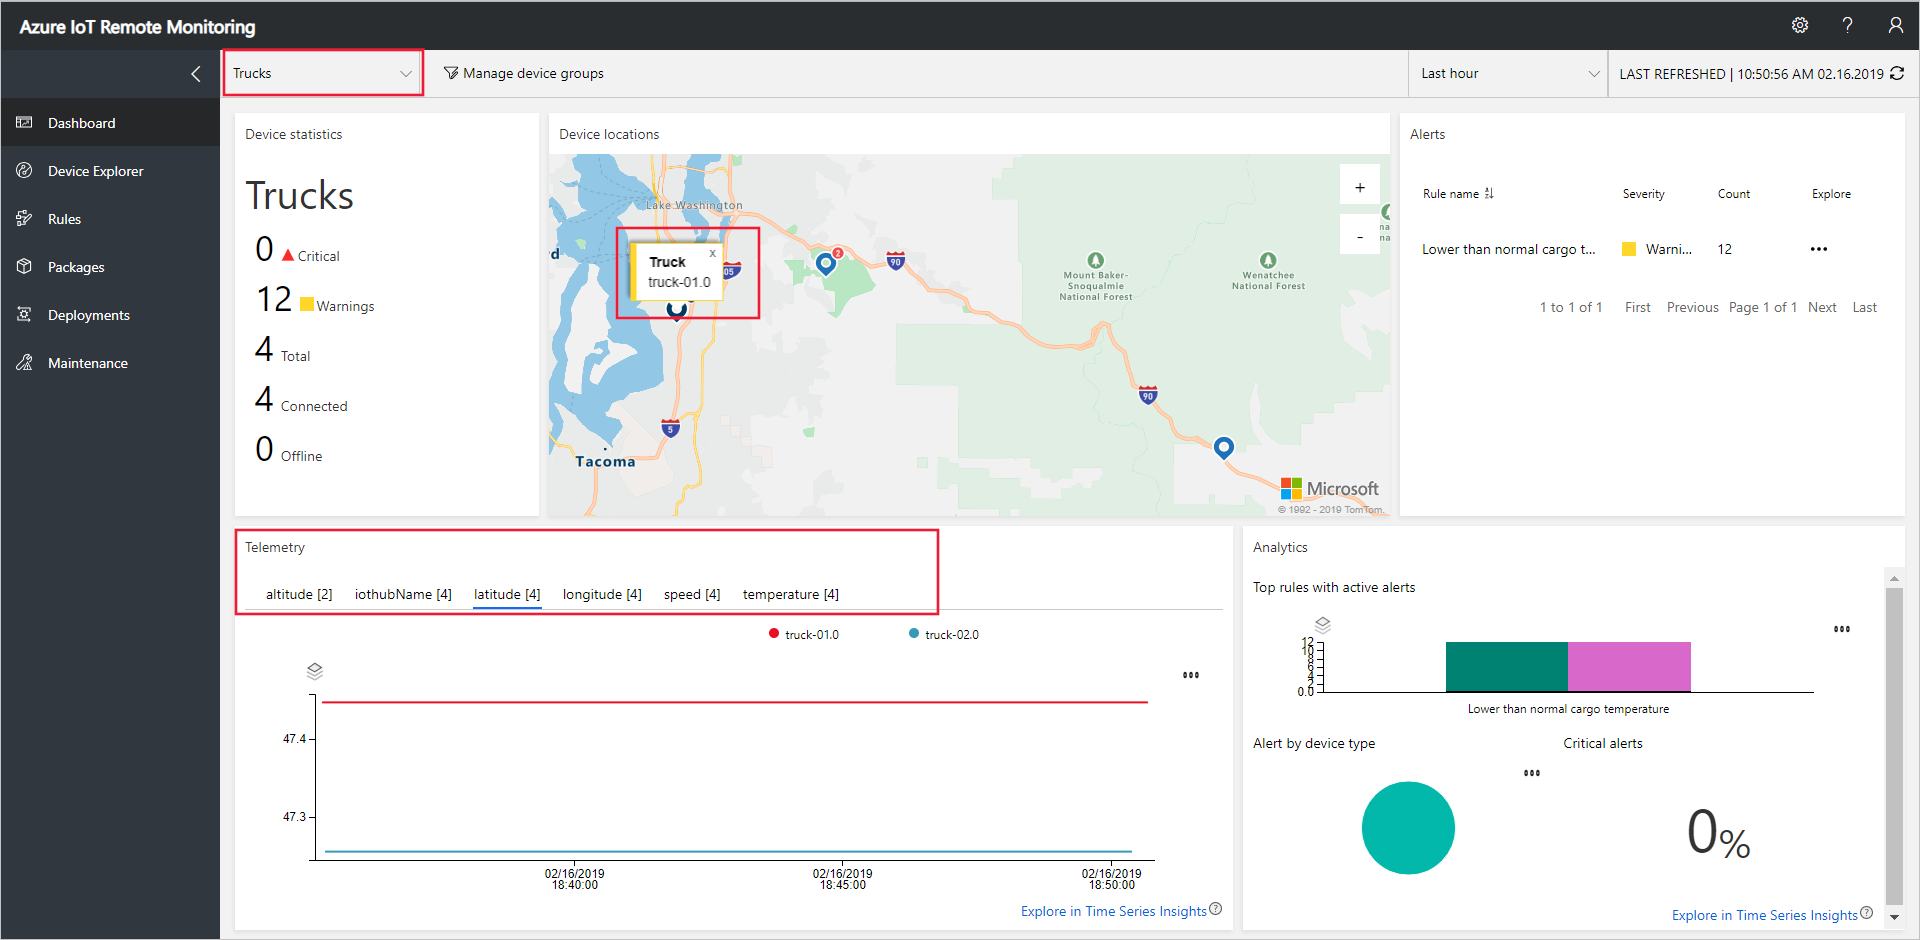 Azure IoT Remote Monitoring
?
Trucks
Manage device groups
Last hour
LAST REFRESHED | 10:50:56 AM 02.16.2019
Dashboard
Device Explorer
Rules
Packages
Deployments
Maintenance
Device statistics
Trucks
0 Critical
12 Warnings
4 Total
4 Connected
0 Offline
Device locations
Lake Washington
rd
x
Truck
truck-01.0
05
2
90
Mount Baker-
Snoqualmie
National Forest
Wenatchee
National Forest
+
-
na
na
90
5
Tacoma
Microsoft
© 1992 - 2019 TomTom.
Alerts
Rule name Severity Count Explore
Lower than normal cargo t... Warni... 12 •••
1 to 1 of 1 First Previous Page 1 of 1 Next Last
Telemetry
altitude [2] iothubName [4] latitude [4] longitude [4] speed [4] temperature [4]
truck-01.0 truck-02.0
47.4
47.3
02/16/2019
18:40:00
02/16/2019
18:45:00
02/16/2019
18:50:00
Explore in Time Series Insights ?
Analytics
Top rules with active alerts
12
10
8
6
4
2
0.0
Lower than normal cargo temperature
Alert by device type
Critical alerts
0%
Explore in Time Series Insights ?